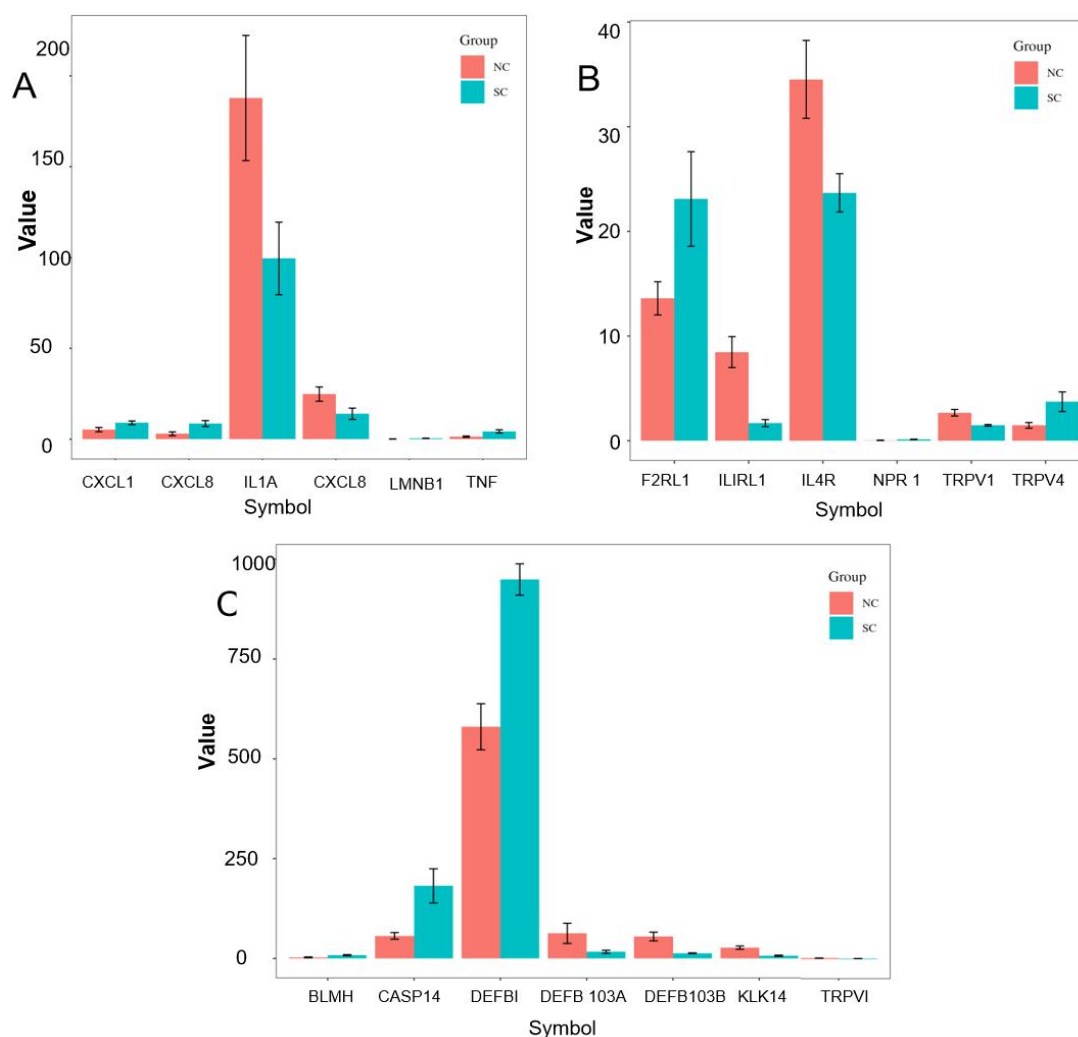 A
Group
NC
SC
Value
200
150
100
50
0
CXCL1 CXCL8 IL1A CXCL8 LMNB1 TNF
Symbol
B
Group
NC
SC
Value
40
30
20
10
0
F2RL1 ILIRL1 IL4R NPR 1 TRPV1 TRPV4
Symbol
C
Group
NC
SC
Value
1000
750
500
250
0
BLMH CASP14 DEFBI DEFB 103A DEFB103B KLK14 TRPVI
Symbol